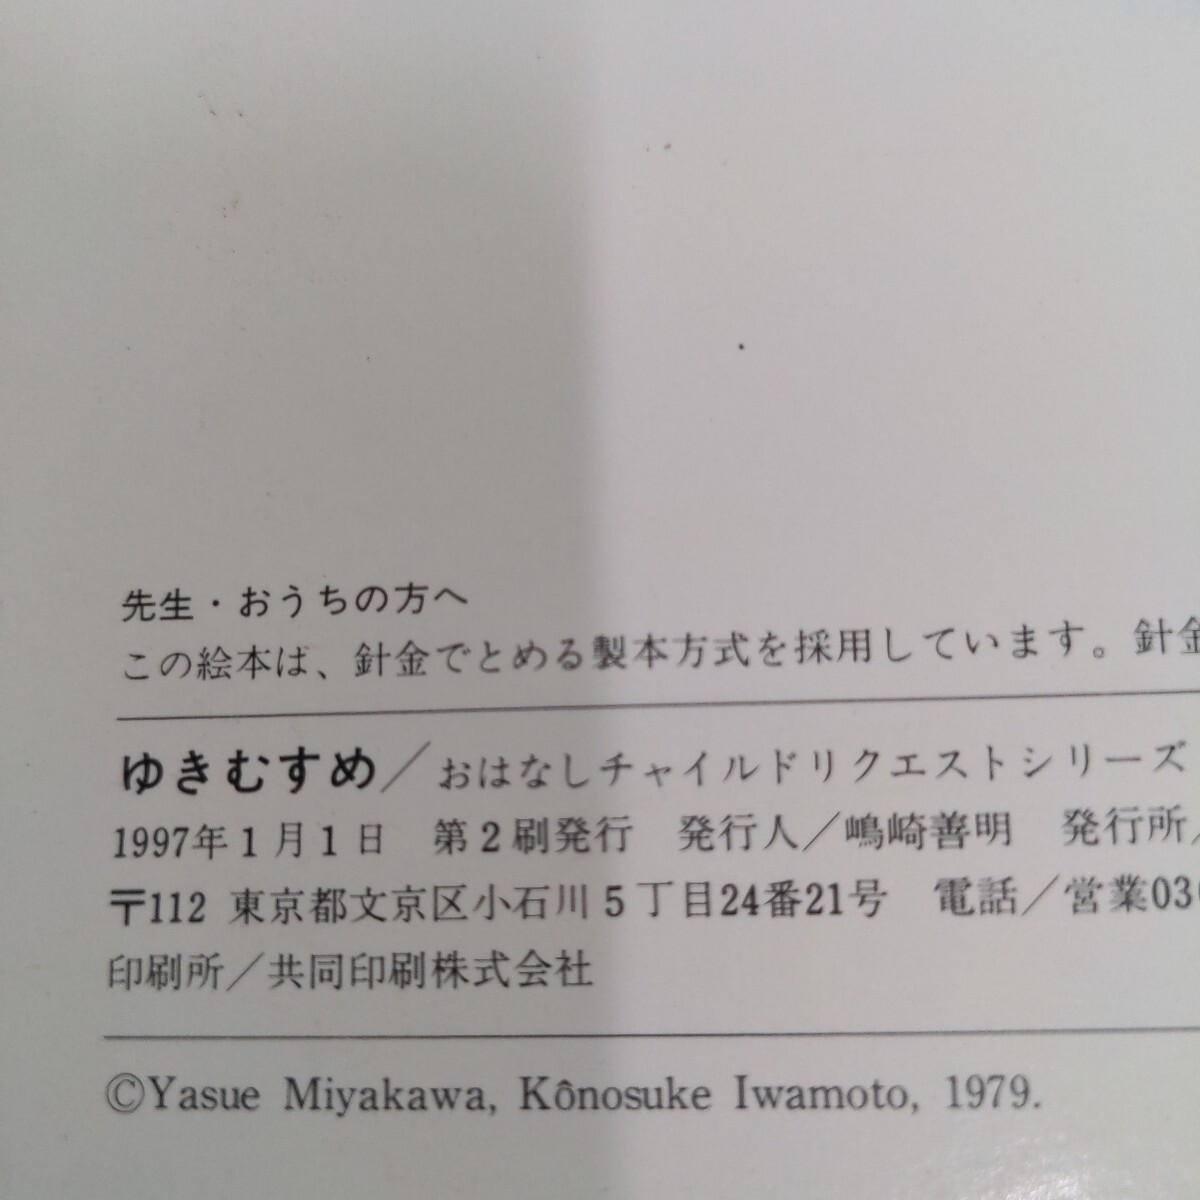 先生・おうちの方へ
この絵本は、針金でとめる製本方式を採用しています。針金
ゆきむすめ／おはなしチャイルドリクエストシリーズ
1997年1月1日　第2刷発行　発行人／嶋崎善明　発行所／
〒112 東京都文京区小石川5丁目24番21号　電話／営業03(
印刷所／共同印刷株式会社
©Yasue Miyakawa, Kônosuke Iwamoto, 1979.